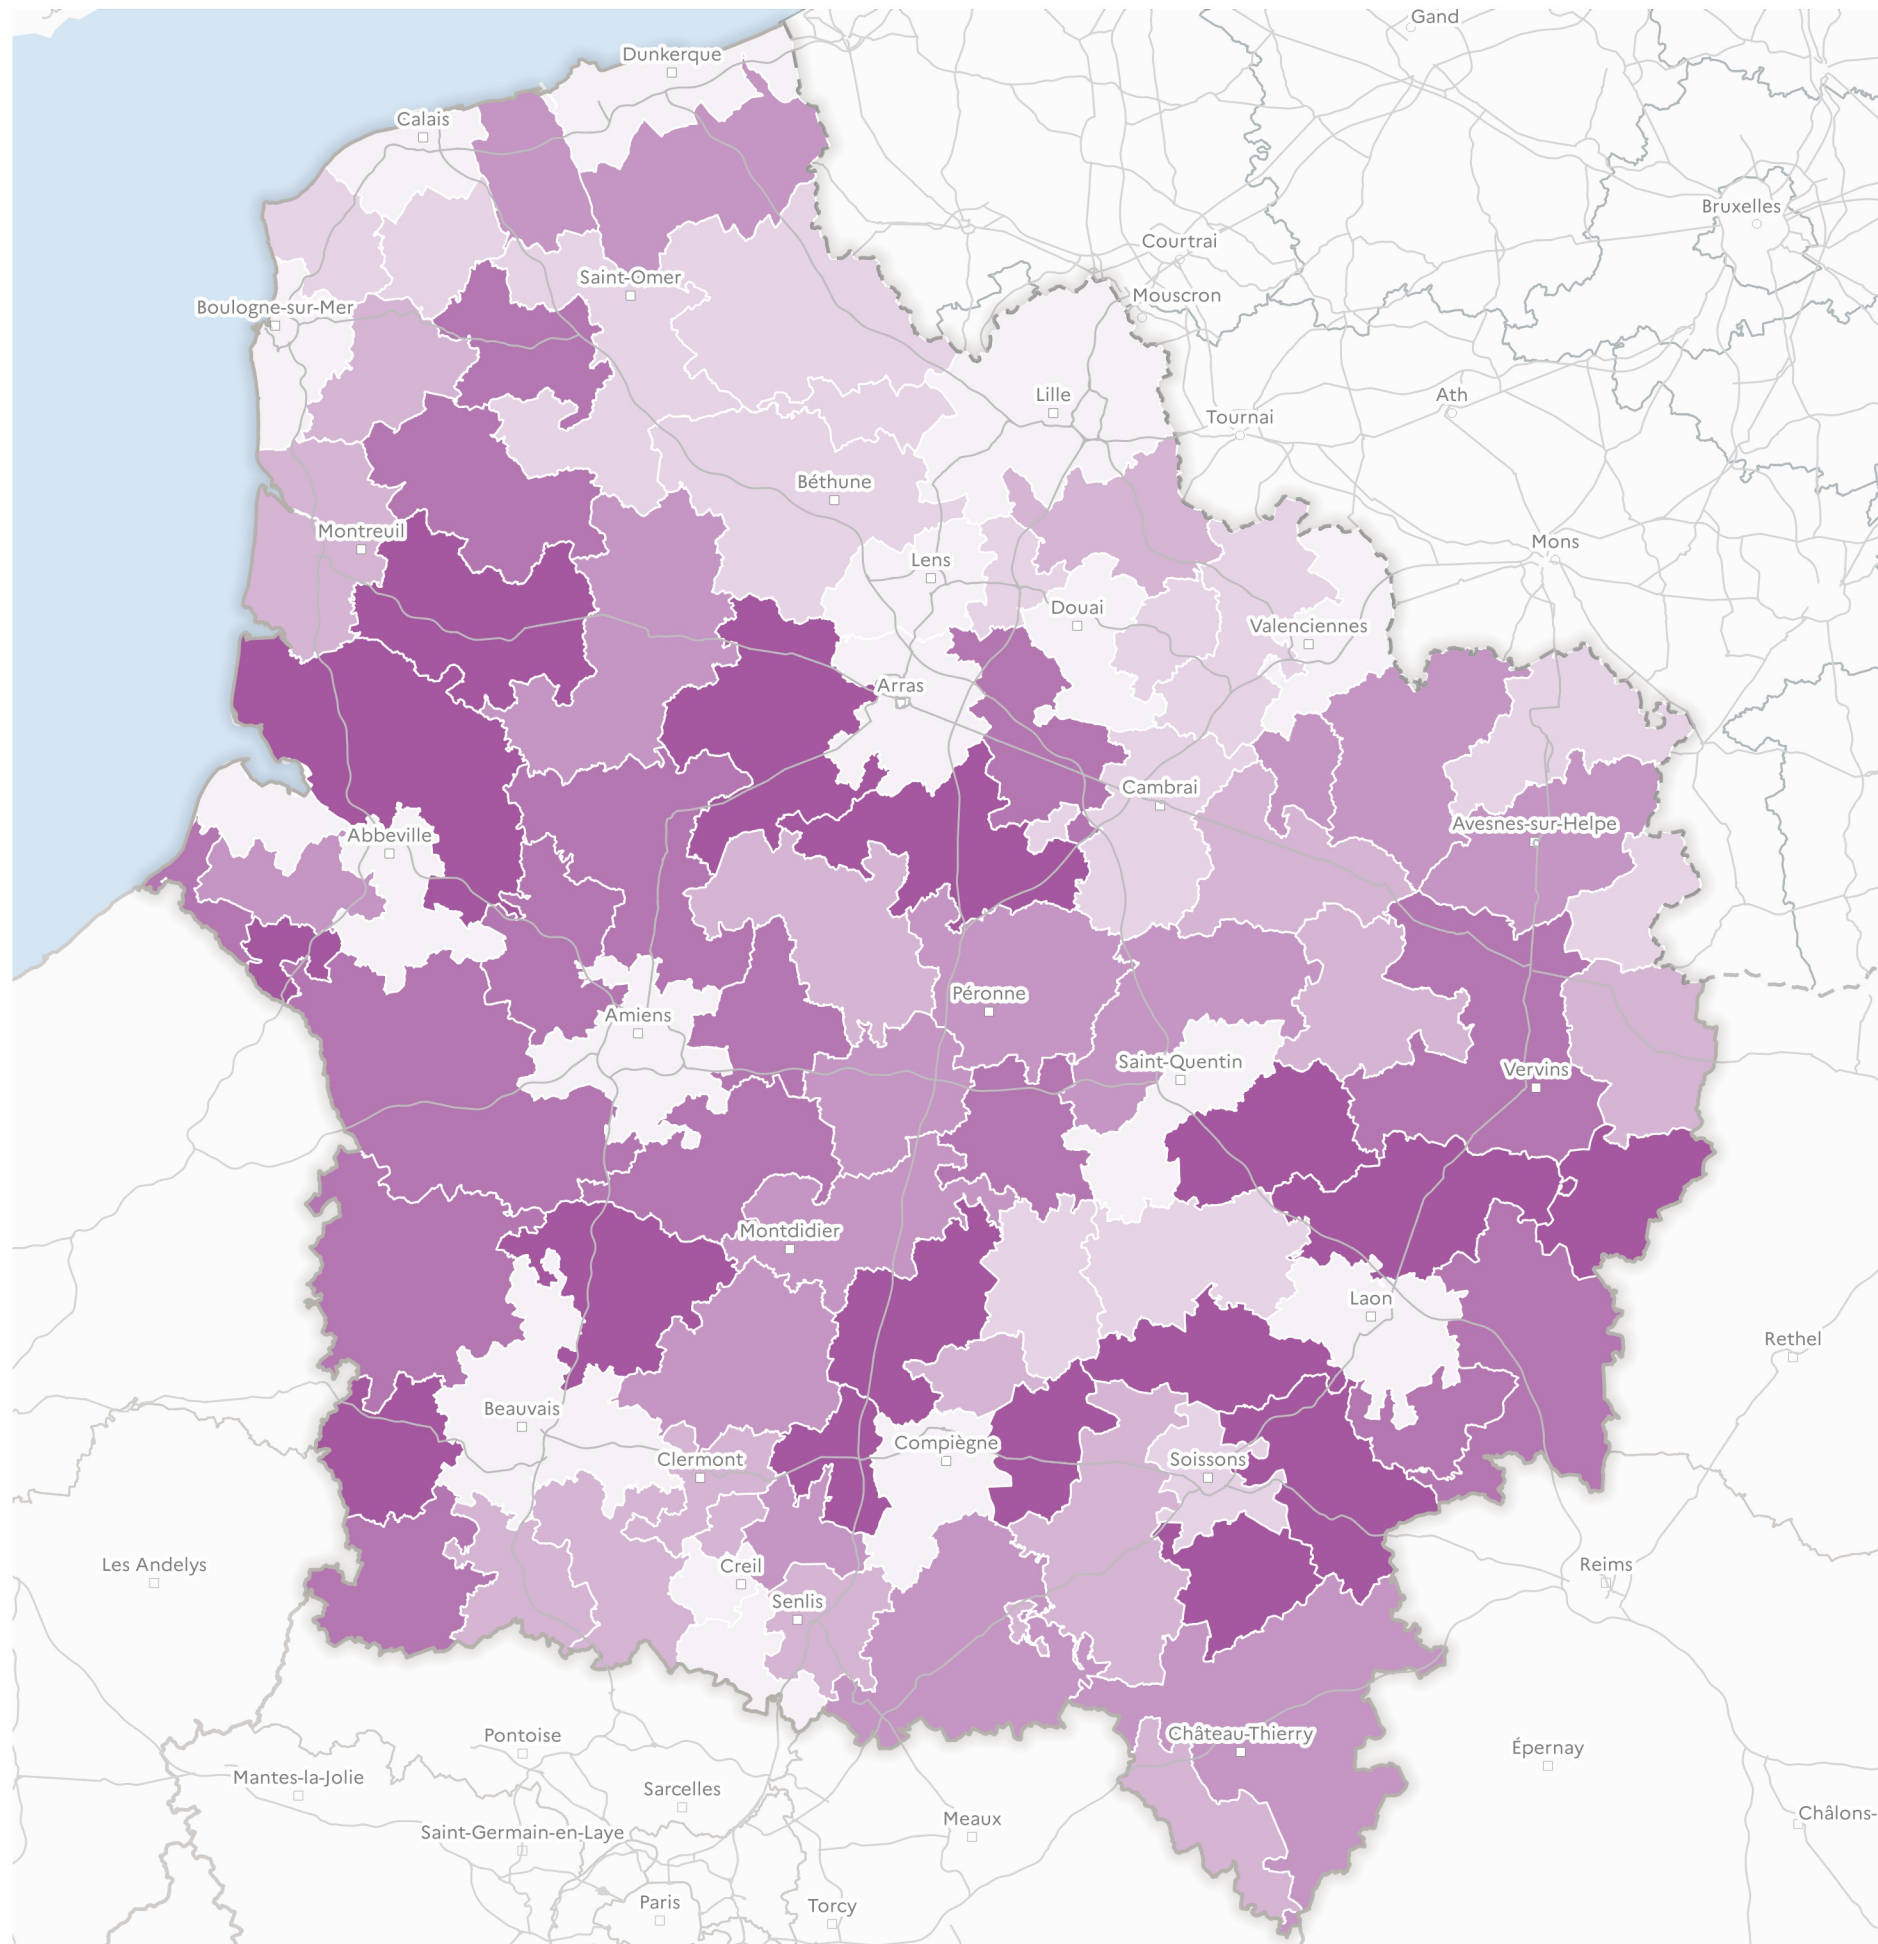 Gand
Dunkerque
Calais
Bruxelles
Courtrai
Saint-Omer
Mouscron
Boulogne-sur-Mer
Lille
Ath
Tournai
Béthune
Montreuil
Mons
Lens
Douai
Valenciennes
Arras
Cambrai
Avesnes-sur-Helpe
Abbeville
Péronne
Amiens
Saint-Quentin
Vervins
Montdidier
Laon
Rethel
Beauvais
Compiègne
Clermont
Soissons
Les Andelys
Creil
Reims
Senlis
Pontoise
Château-Thierry
Épernay
Mantes-la-Jolie
Sarcelles
Meaux
Châlons-
Saint-Germain-en-Laye
Paris
Torcy